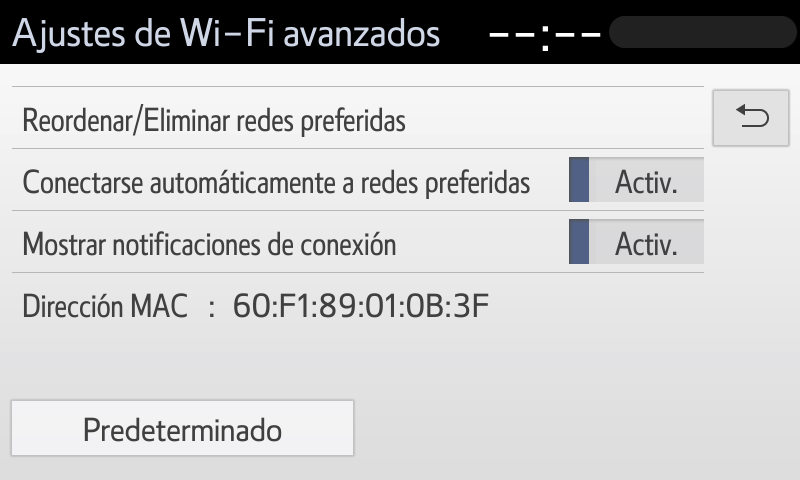 Ajustes de Wi-Fi avanzados --:--
Reordenar/Eliminar redes preferidas
Conectarse automáticamente a redes preferidas Activ.
Mostrar notificaciones de conexión Activ.
Dirección MAC : 60:F1:89:01:0B:3F
Predeterminado